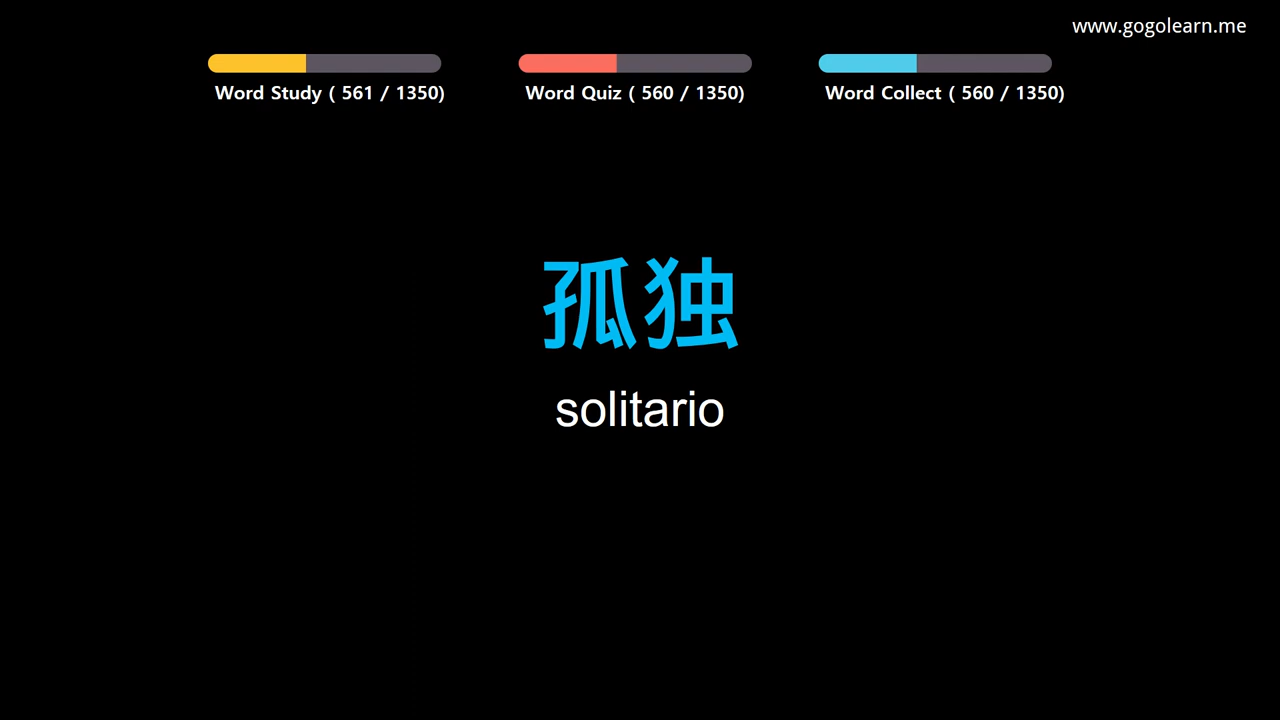 www.gogolearn.me
Word Study ( 561 / 1350)
Word Quiz ( 560 / 1350)
Word Collect ( 560 / 1350)
孤独
solitario